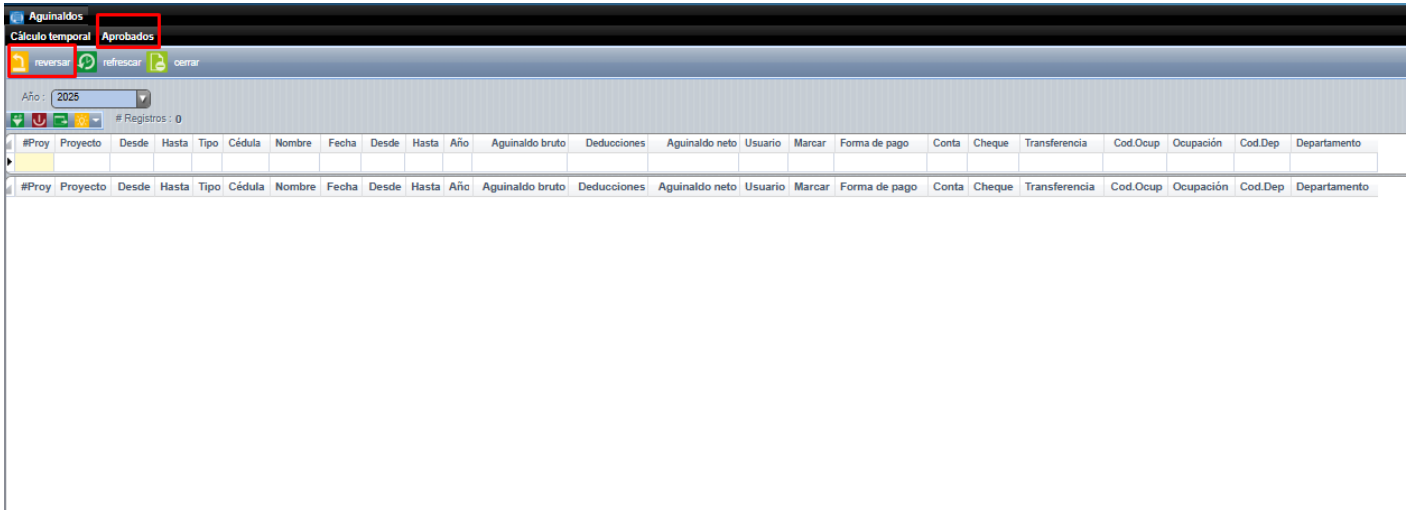 Aguinaldos
Cálculo temporal Aprobados
reversar refrescar cerrar
Año : 2025
# Registros : 0
#Proy Proyecto Desde Hasta Tipo Cédula Nombre Fecha Desde Hasta Año Aguinaldo bruto Deducciones Aguinaldo neto Usuario Marcar Forma de pago Conta Cheque Transferencia Cod.Ocup Ocupación Cod.Dep Departamento
#Proy Proyecto Desde Hasta Tipo Cédula Nombre Fecha Desde Hasta Año Aguinaldo bruto Deducciones Aguinaldo neto Usuario Marcar Forma de pago Conta Cheque Transferencia Cod.Ocup Ocupación Cod.Dep Departamento